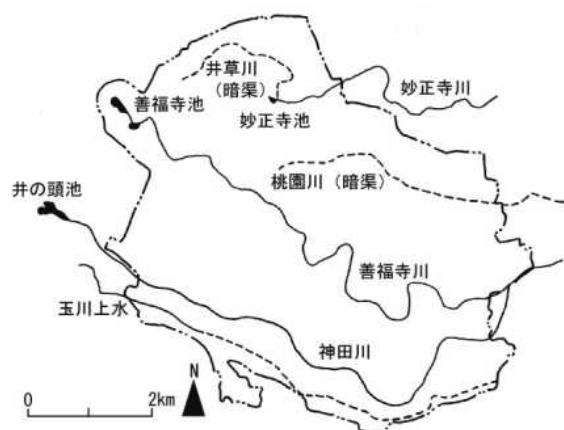 井草川
（暗渠）
妙正寺川
善福寺池
妙正寺池
桃園川（暗渠）
井の頭池
善福寺川
玉川上水
神田川
N
0
2km